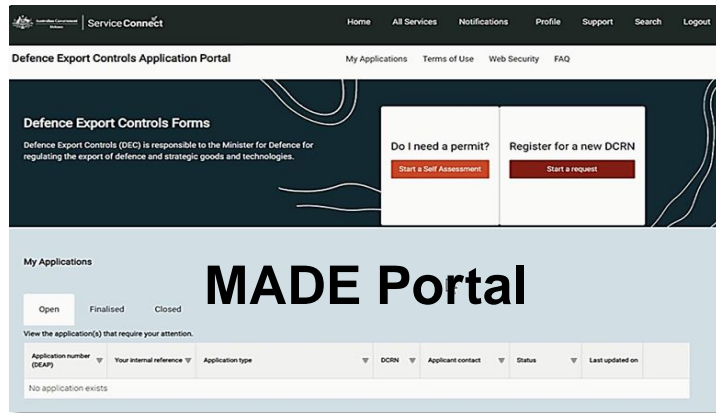 Australian Government
Defence
ServiceConnect
Home All Services Notifications Profile Support Search Logout
Defence Export Controls Application Portal
My Applications Terms of Use Web Security FAQ
Defence Export Controls Forms
Defence Export Controls (DEC) is responsible to the Minister for Defence for
regulating the export of defence and strategic goods and technologies.
Do I need a permit?
Start a Self Assessment
Register for a new DCRN
Start a request
My Applications
MADE Portal
Open Finalised Closed
View the application(s) that require your attention.
Application number
(DEAP)
Your internal reference
Application type
DCRN
Applicant contact
Status
Last updated on
No application exists